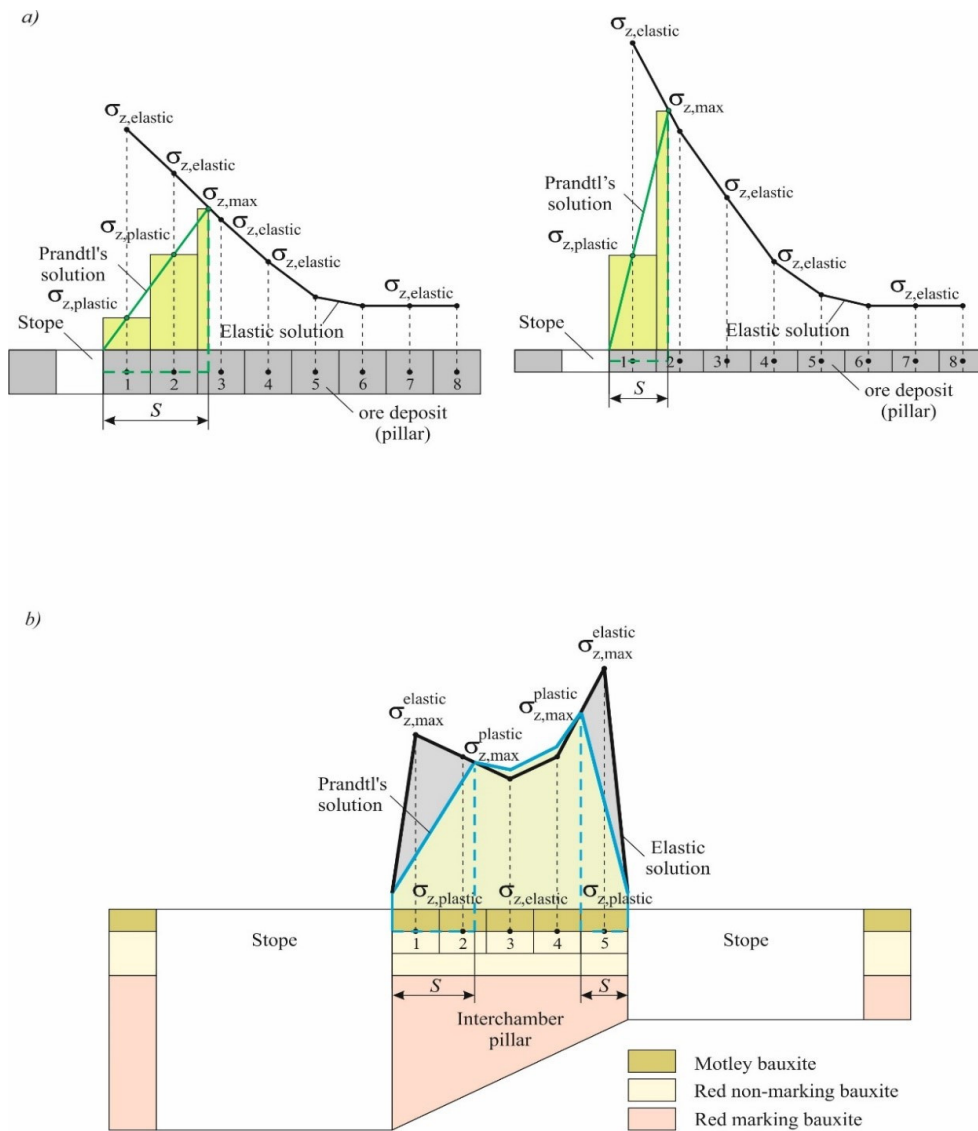 a)
σz,elastic
σz,elastic
σz,max
σz,elastic
σz,plastic
Prandtl's
solution
σz,elastic
σz,plastic
σz,elastic
Stope
Elastic solution
1 2 3 4 5 6 7 8
S
ore deposit
(pillar)
σz,elastic
σz,max
Prandtl's
solution
σz,elastic
σz,plastic
σz,elastic
σz,elastic
Stope
Elastic solution
1 2 3 4 5 6 7 8
S
ore deposit
(pillar)
b)
σz,max elastic
σz,max elastic
σz,max plastic
σz,max plastic
Prandtl's
solution
Elastic
solution
σz,plastic σz,elastic σz,plastic
Stope
1 2 3 4 5
Stope
S S
Interchamber
pillar
Motley bauxite
Red non-marking bauxite
Red marking bauxite